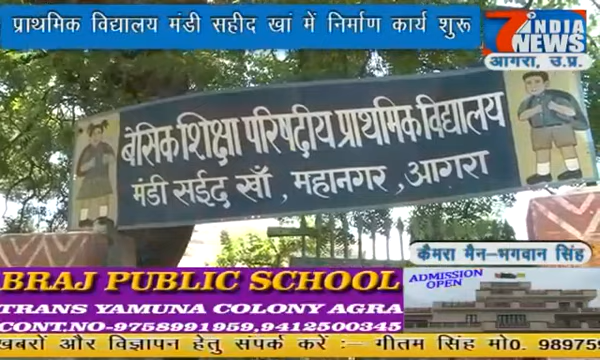 प्राथमिक विद्यालय मंडी सहीद खां में निर्माण कार्य शुरू
7 INDIA
NEWS
आगरा, उ.प्र.
बेसिक शिक्षा परिषदीय प्राथमिक विद्यालय
मंडी सईद खाँ, महानगर, आगरा
कैमरा मैन-भगवान सिंह
BRAJ PUBLIC SCHOOL
TRANS YAMUNA COLONY AGRA
CONT.NO-9758991959,9412500345
ADMISSION
OPEN
खबरों और विज्ञापन हेतु संपर्क करें :- गीतम सिंह मो0. 989759